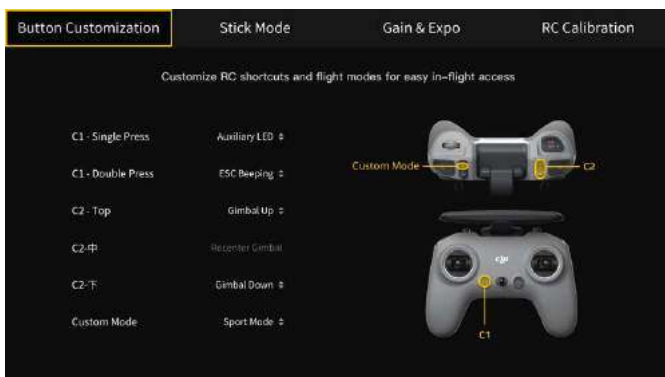 Button Customization
Stick Mode
Gain & Expo
RC Calibration
Customize RC shortcuts and flight modes for easy in-flight access
C1 - Single Press
Auxiliary LED
C1 - Double Press
ESC Beeping
C2 - Top
Gimbal Up
C2-中
Recenter Gimbal
C2-下
Gimbal Down
Custom Mode
Sport Mode
Custom Mode
C2
dji
C1